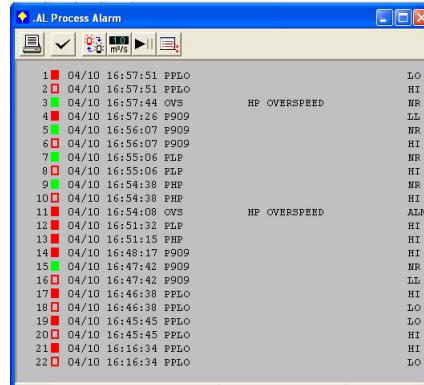 .AL Process Alarm
1.0
m³/s
1 04/10 16:57:51 PPLO LO
2 04/10 16:57:51 PPLO HI
3 04/10 16:57:44 OVS HP OVERSPEED NR
4 04/10 16:57:26 P909 LL
5 04/10 16:56:07 P909 NR
6 04/10 16:56:07 P909 HI
7 04/10 16:55:06 PLP NR
8 04/10 16:55:06 PLP HI
9 04/10 16:54:38 PHP NR
10 04/10 16:54:38 PHP HI
11 04/10 16:54:08 OVS HP OVERSPEED ALM
12 04/10 16:51:32 PLP HI
13 04/10 16:51:15 PHP HI
14 04/10 16:48:17 P909 HI
15 04/10 16:47:42 P909 NR
16 04/10 16:47:42 P909 LL
17 04/10 16:46:38 PPLO HI
18 04/10 16:46:38 PPLO LO
19 04/10 16:45:45 PPLO LO
20 04/10 16:45:45 PPLO HI
21 04/10 16:16:34 PPLO HI
22 04/10 16:16:34 PPLO LO